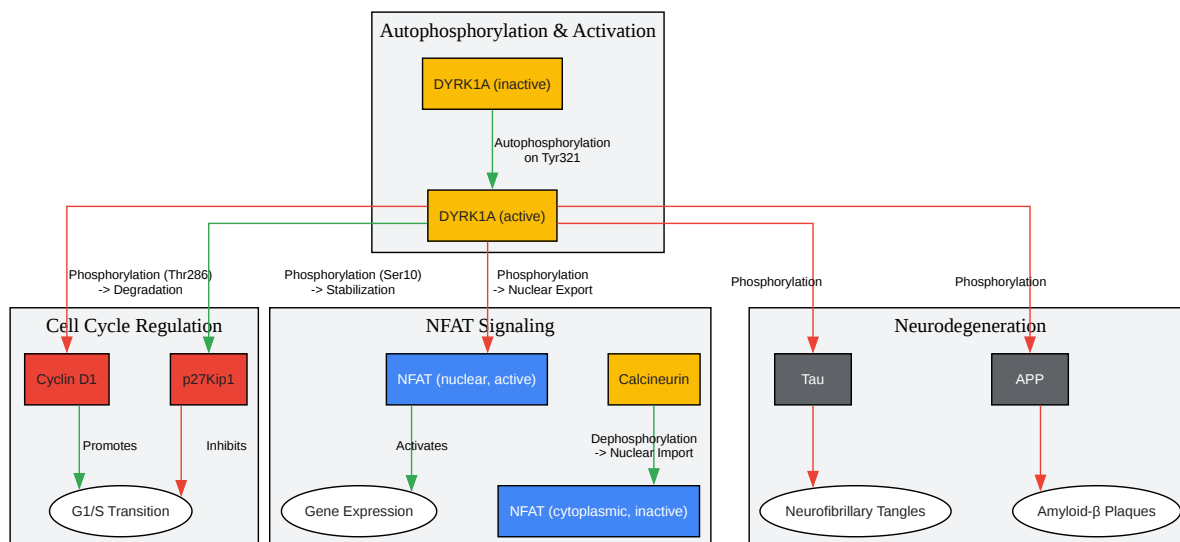 Autophosphorylation & Activation
DYRK1A (inactive)
Autophosphorylation
on Tyr321
DYRK1A (active)
Phosphorylation (Thr286)
-> Degradation
Phosphorylation (Ser10)
-> Stabilization
Phosphorylation
-> Nuclear Export
Phosphorylation
Phosphorylation
Cell Cycle Regulation
NFAT Signaling
Neurodegeneration
Cyclin D1
p27Kip1
NFAT (nuclear, active)
Calcineurin
Tau
APP
Promotes
Inhibits
Activates
Dephosphorylation
-> Nuclear Import
G1/S Transition
Gene Expression
NFAT (cytoplasmic, inactive)
Neurofibrillary Tangles
Amyloid-β Plaques